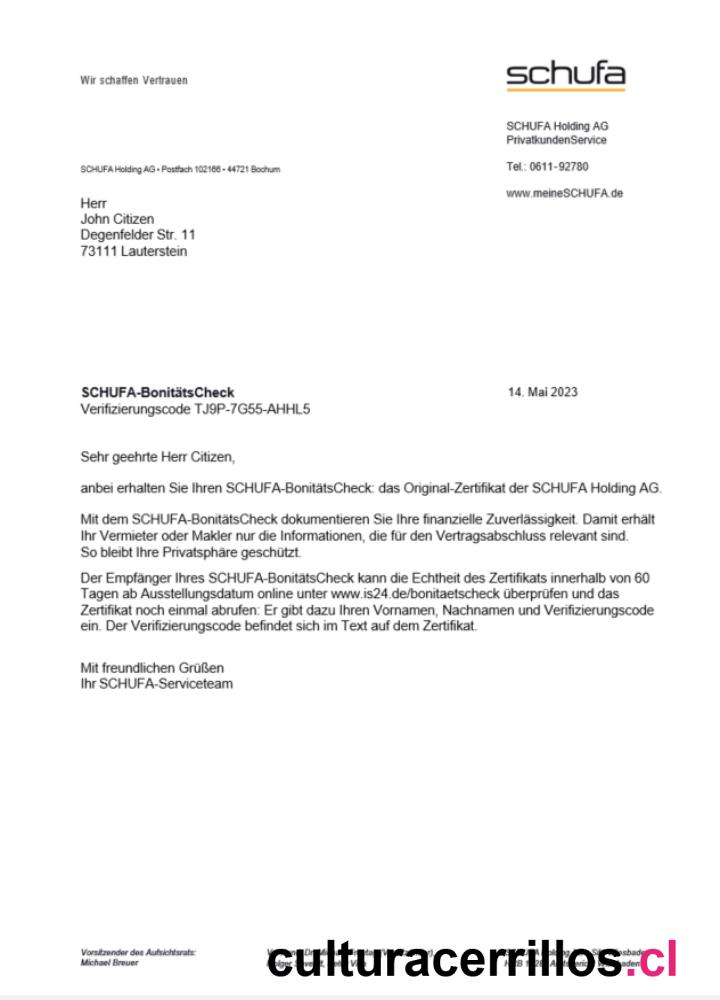 Wir schaffen Vertrauen
schufa
SCHUFA Holding AG
PrivatkundenService
Tel.: 0611-92780
www.meineSCHUFA.de
SCHUFA Holding AG • Postfach 102166 • 44721 Bochum
Herr
John Citizen
Degenfelder Str. 11
73111 Lauterstein
SCHUFA-BonitätsCheck
14. Mai 2023
Verifizierungscode TJ9P-7G55-AHHL5
Sehr geehrte Herr Citizen,
anbei erhalten Sie Ihren SCHUFA-BonitätsCheck: das Original-Zertifikat der SCHUFA Holding AG.
Mit dem SCHUFA-BonitätsCheck dokumentieren Sie Ihre finanzielle Zuverlässigkeit. Damit erhält
Ihr Vermieter oder Makler nur die Informationen, die für den Vertragsabschluss relevant sind.
So bleibt Ihre Privatsphäre geschützt.
Der Empfänger Ihres SCHUFA-BonitätsCheck kann die Echtheit des Zertifikats innerhalb von 60
Tagen ab Ausstellungsdatum online unter www.is24.de/bonitaetscheck überprüfen und das
Zertifikat noch einmal abrufen: Er gibt dazu Ihren Vornamen, Nachnamen und Verifizierungscode
ein. Der Verifizierungscode befindet sich im Text auf dem Zertifikat.
Mit freundlichen Grüßen
Ihr SCHUFA-Serviceteam
Vorsitzender des Aufsichtsrats:
Michael Breuer
culturacerrillos.cl